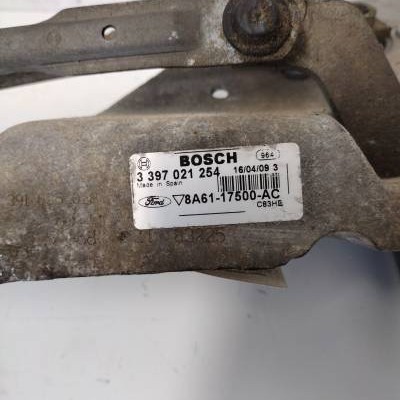 BOSCH 964
3 397 021 254 16/04/09 3
Made in Spain
Ford ▽8A61-17500-AC
C83HE